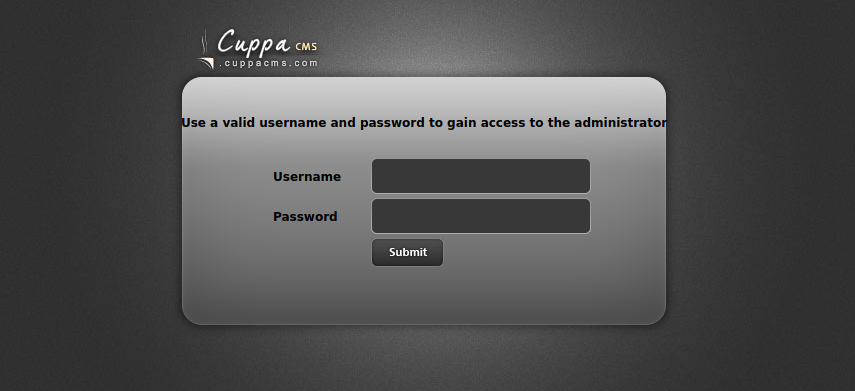 Cuppa CMS
.cuppacms.com
Use a valid username and password to gain access to the administrator
Username
Password
Submit